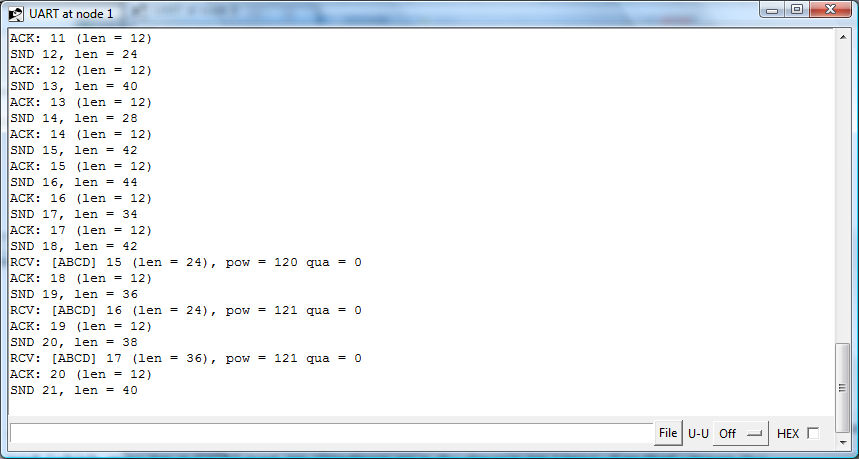 UART at node 1
ACK: 11 (len = 12)
SND 12, len = 24
ACK: 12 (len = 12)
SND 13, len = 40
ACK: 13 (len = 12)
SND 14, len = 28
ACK: 14 (len = 12)
SND 15, len = 42
ACK: 15 (len = 12)
SND 16, len = 44
ACK: 16 (len = 12)
SND 17, len = 34
ACK: 17 (len = 12)
SND 18, len = 42
RCV: [ABCD] 15 (len = 24), pow = 120 qua = 0
ACK: 18 (len = 12)
SND 19, len = 36
RCV: [ABCD] 16 (len = 24), pow = 121 qua = 0
ACK: 19 (len = 12)
SND 20, len = 38
RCV: [ABCD] 17 (len = 36), pow = 121 qua = 0
ACK: 20 (len = 12)
SND 21, len = 40
File U-U Off HEX